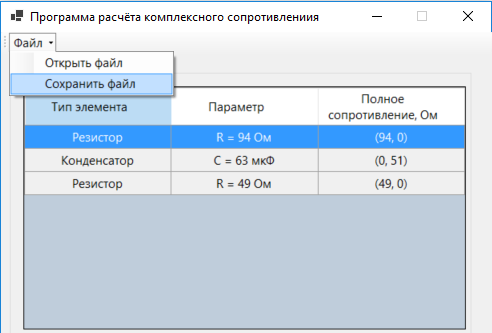 Программа расчёта комплексного сопротивления
Файл
Открыть файл
Сохранить файл
Тип элемента
Параметр
Полное
сопротивление, Ом
Резистор
R = 94 Ом
(94, 0)
Конденсатор
C = 63 мкФ
(0, 51)
Резистор
R = 49 Ом
(49, 0)